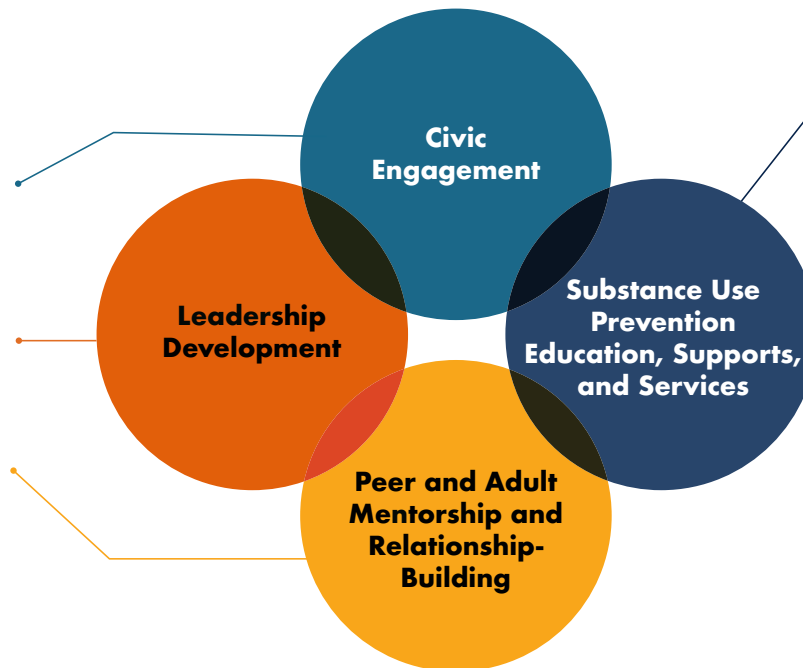 Civic
Engagement
Leadership
Development
Substance Use
Prevention
Education, Supports,
and Services
Peer and Adult
Mentorship and
Relationship-
Building